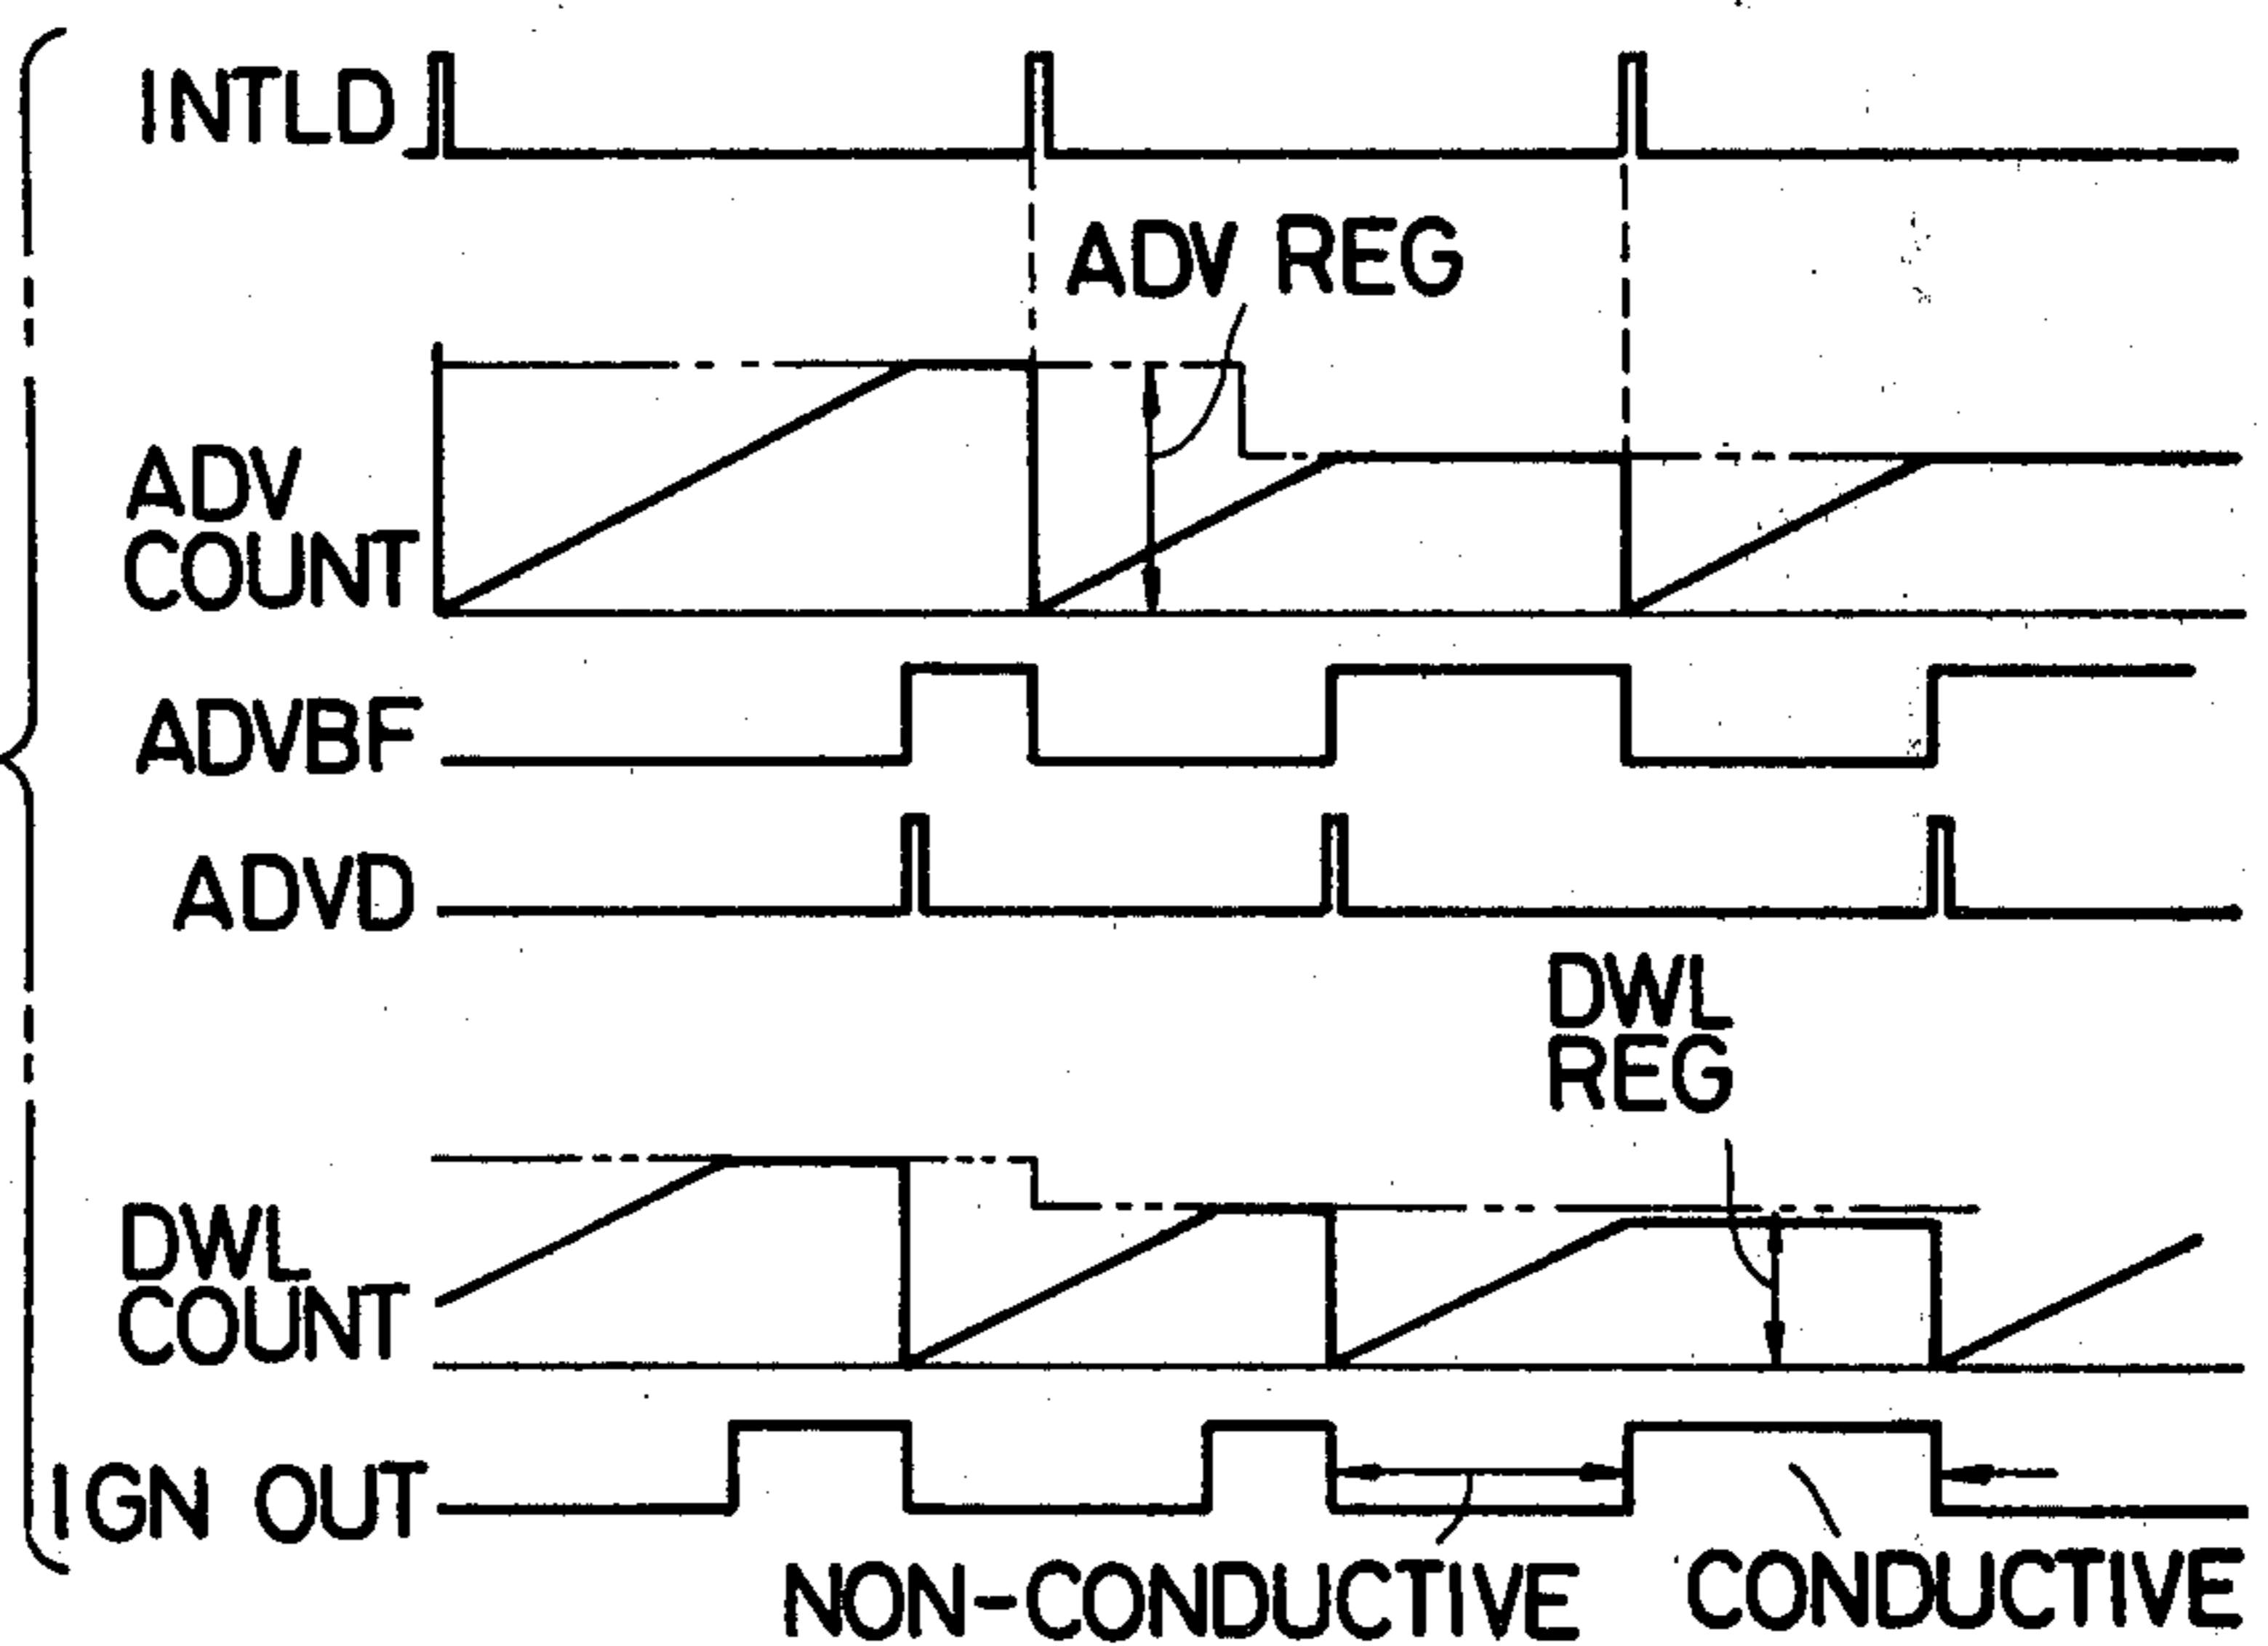 INTLD
ADV REG
ADV
COUNT
ADVBF
ADVD
DWL
REG
DWL
COUNT
IGN OUT
NON-CONDUCTIVE
CONDUCTIVE